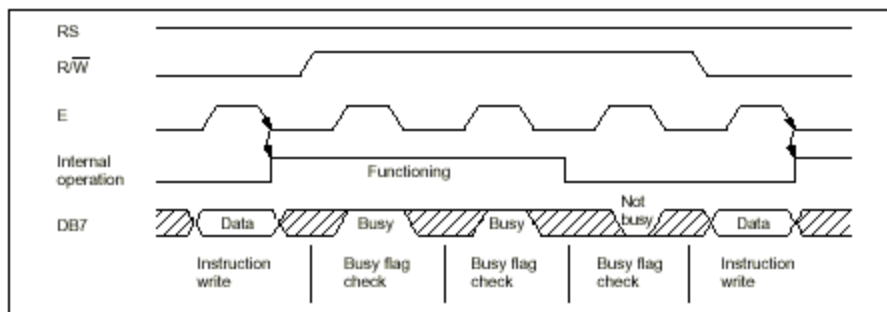 RS
R/W̅
E
Internal
operation
Functioning
DB7
Data
Busy
Busy
Not
busy
Data
Instruction
write
Busy flag
check
Busy flag
check
Busy flag
check
Instruction
write